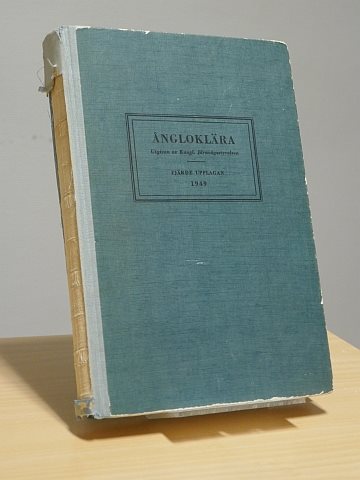 ÅNGLOKLÄRA
Utgiven av Kungl. Järnvägsstyrelsen
FJÄRDE UPPLAGAN
1949